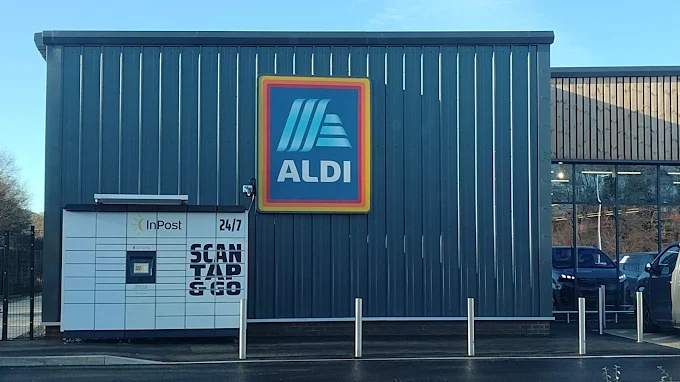 ALDI
InPost
24/7
SCAN
TAP
& GO